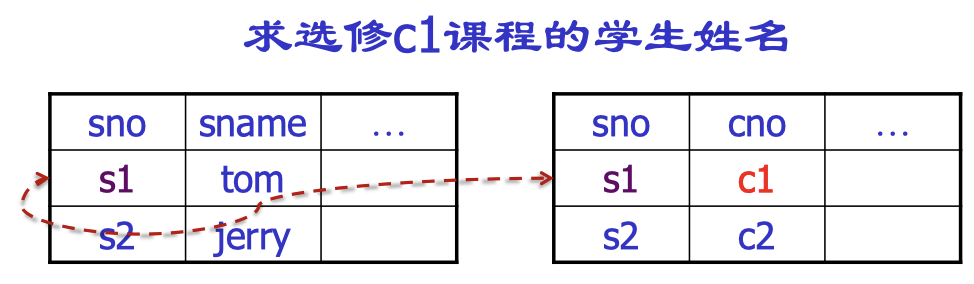 求选修c1课程的学生姓名
sno sname …
s1 tom
s2 jerry
sno cno …
s1 c1
s2 c2